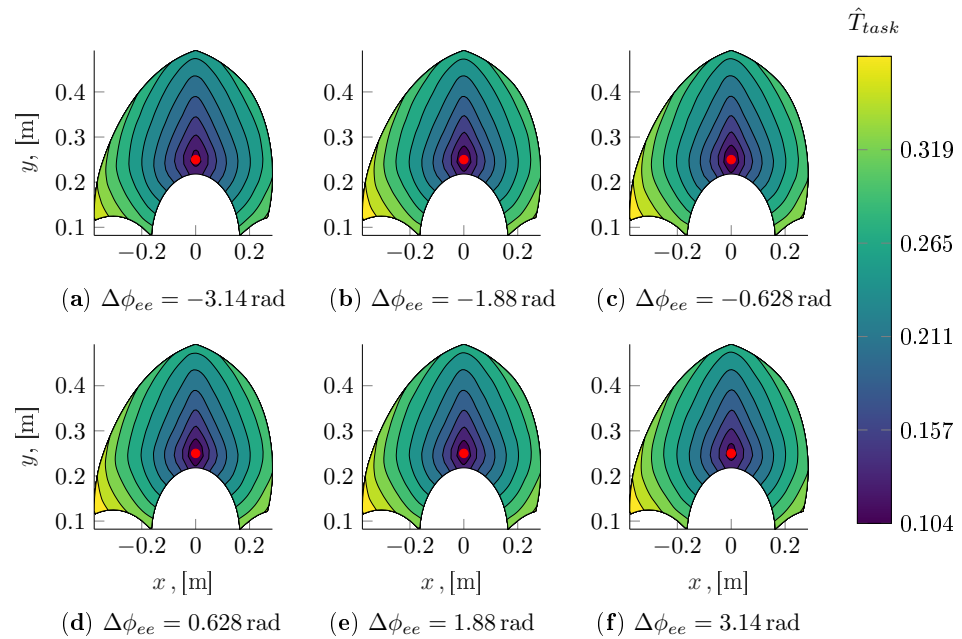 T̂_task
0.4
0.3
0.2
0.1
y, [m]
−0.2 0 0.2
−0.2 0 0.2
−0.2 0 0.2
(a) Δϕ_ee = −3.14 rad
(b) Δϕ_ee = −1.88 rad
(c) Δϕ_ee = −0.628 rad
0.4
0.3
0.2
0.1
0.4
0.3
0.2
0.1
0.319
0.265
0.211
0.157
0.104
0.4
0.3
0.2
0.1
y, [m]
−0.2 0 0.2
x , [m]
(d) Δϕ_ee = 0.628 rad
0.4
0.3
0.2
0.1
−0.2 0 0.2
x , [m]
(e) Δϕ_ee = 1.88 rad
0.4
0.3
0.2
0.1
−0.2 0 0.2
x , [m]
(f) Δϕ_ee = 3.14 rad